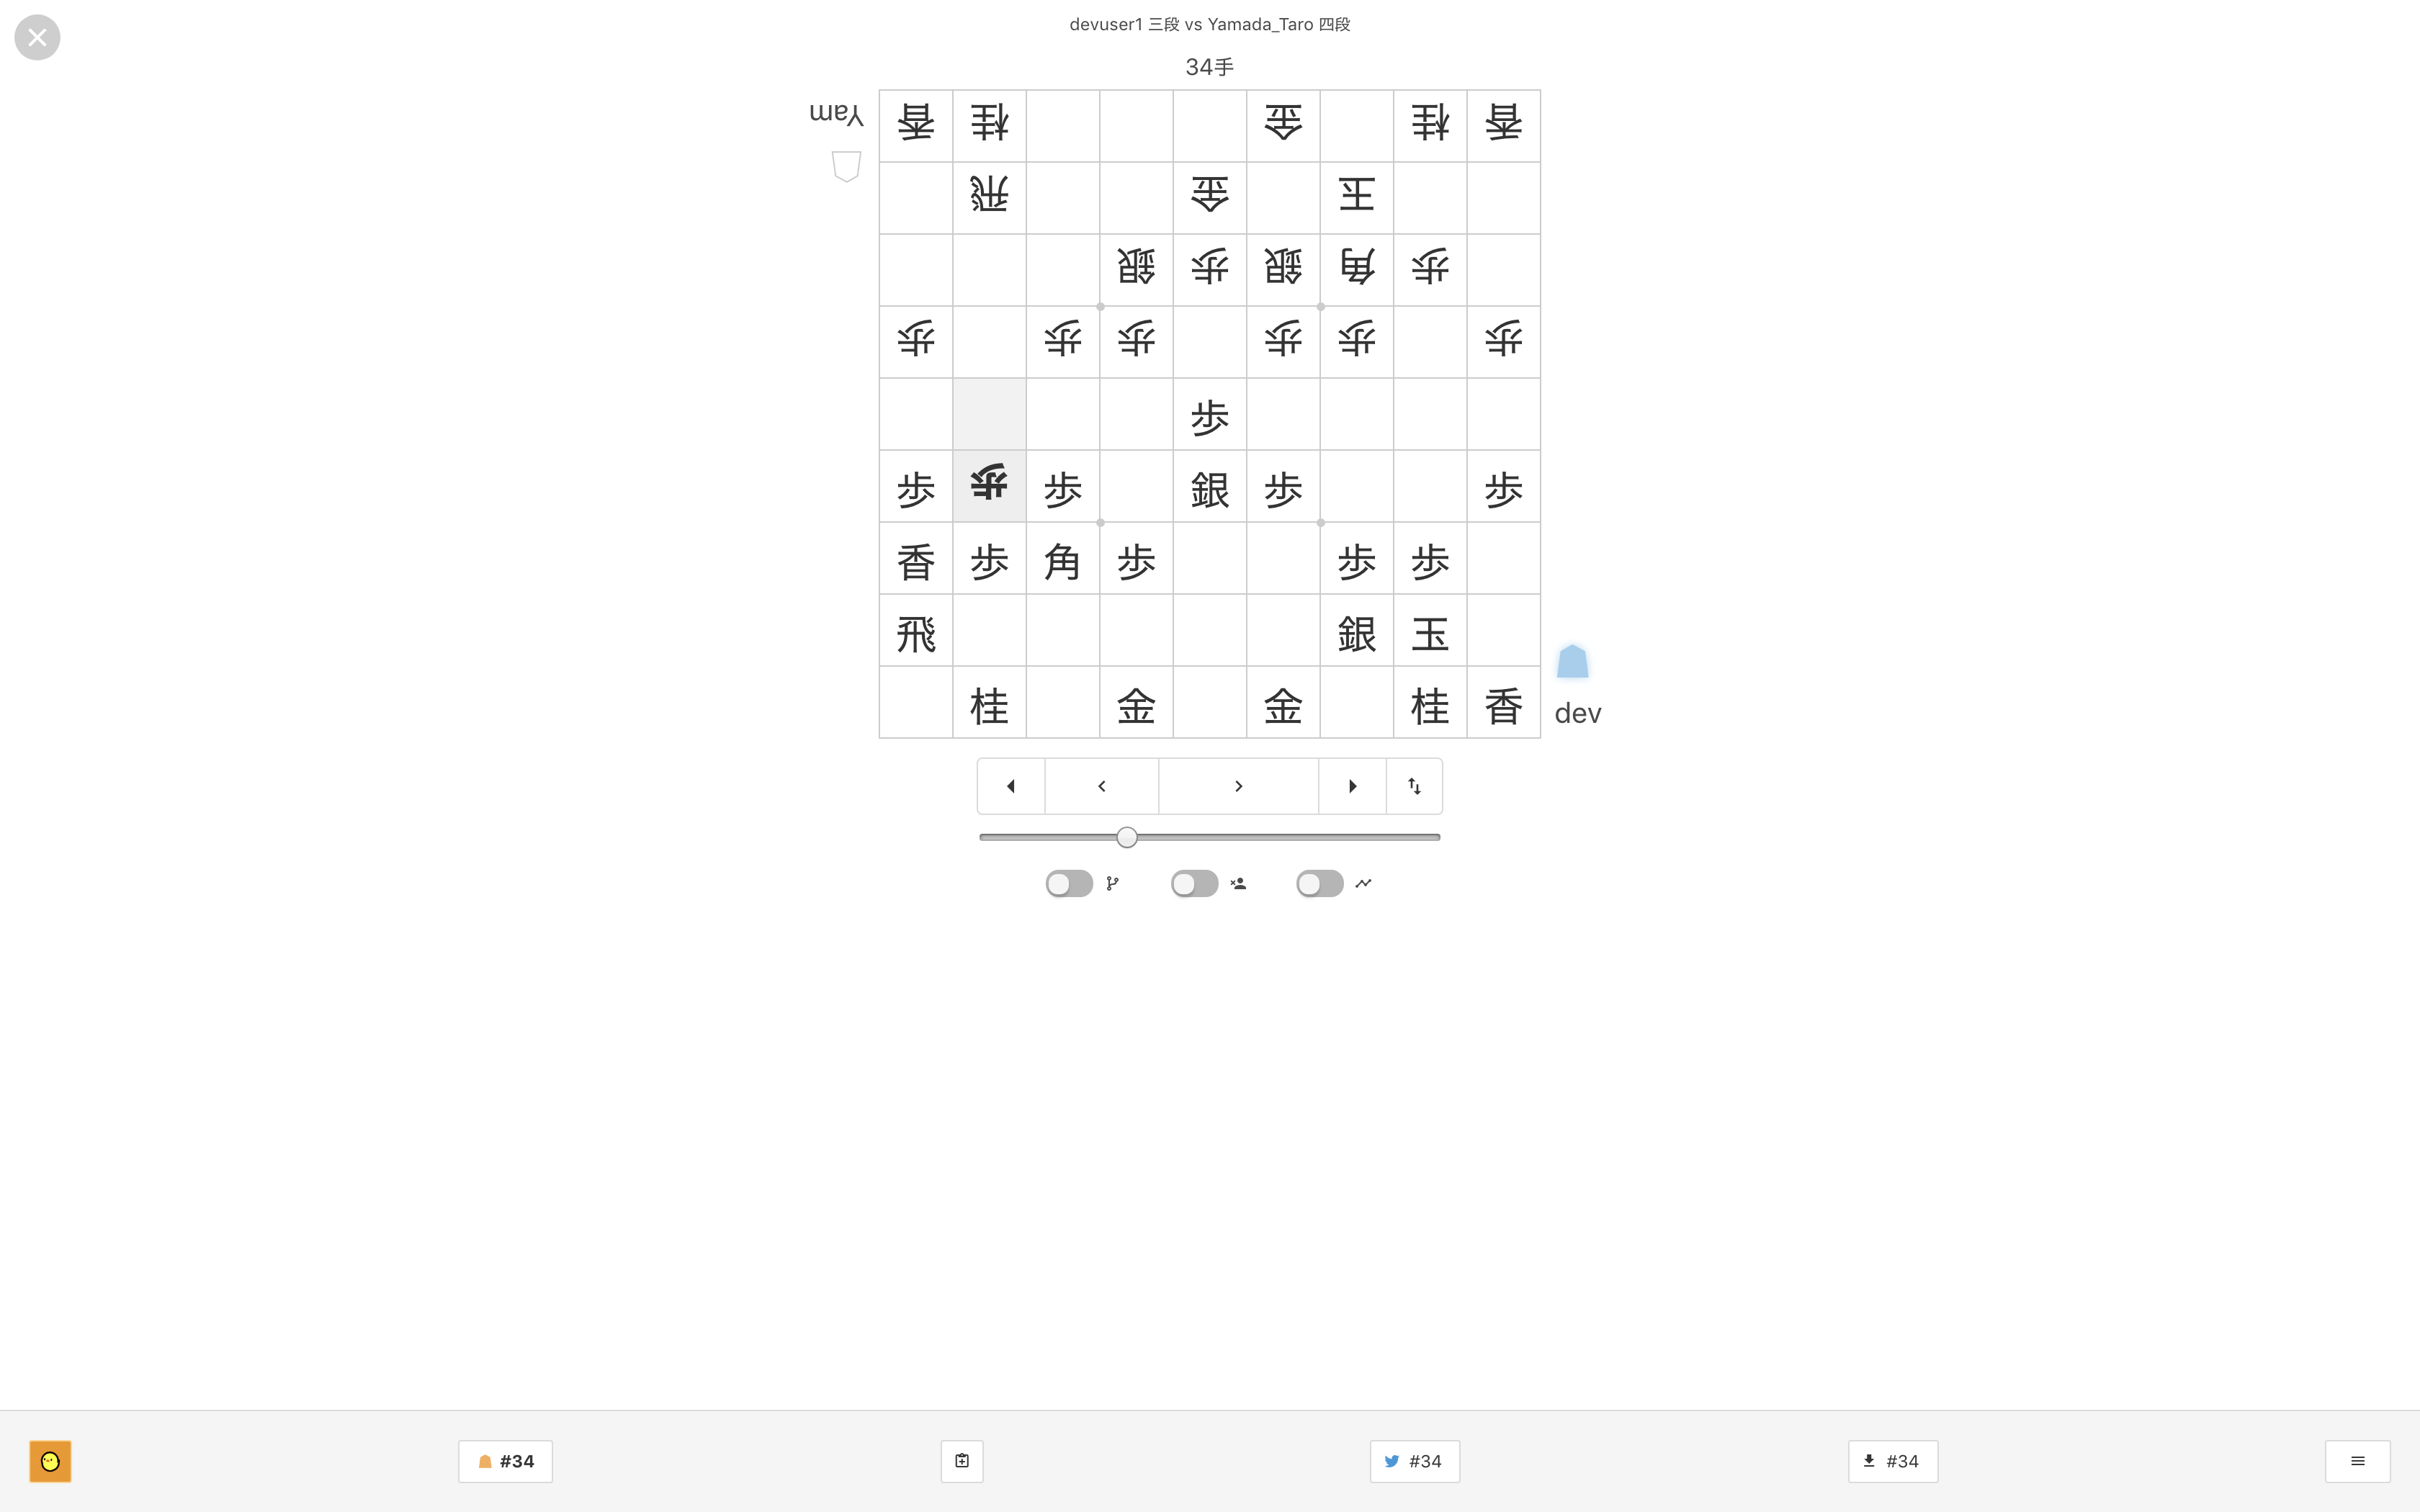 devuser1 三段 vs Yamada_Taro 四段
34手
Yam
香 桂 金 桂 香
飛 金 王
銀 歩 銀 角 歩
歩 歩 歩 歩 歩 歩
歩
歩 歩 歩 銀 歩 歩
香 歩 角 歩 歩 歩
飛 銀 玉
桂 金 金 桂 香
dev
#34
#34
#34